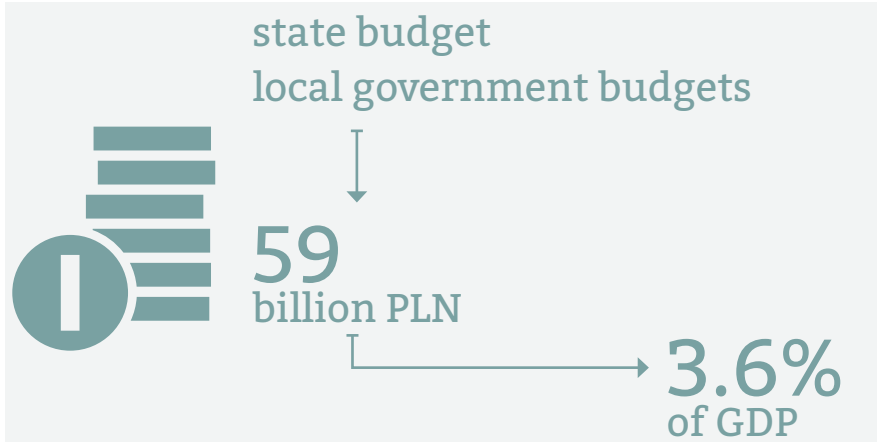 state budget
local government budgets
59
billion PLN
3.6%
of GDP